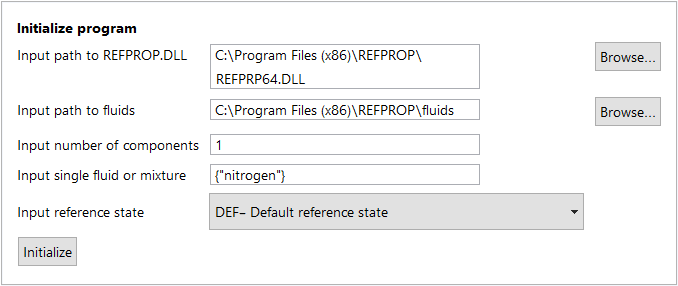 Initialize program
Input path to REFPROP.DLL
C:\Program Files (x86)\REFPROP\
REFPRP64.DLL
Browse...
Input path to fluids
C:\Program Files (x86)\REFPROP\fluids
Browse...
Input number of components
1
Input single fluid or mixture
{"nitrogen"}
Input reference state
DEF– Default reference state
Initialize